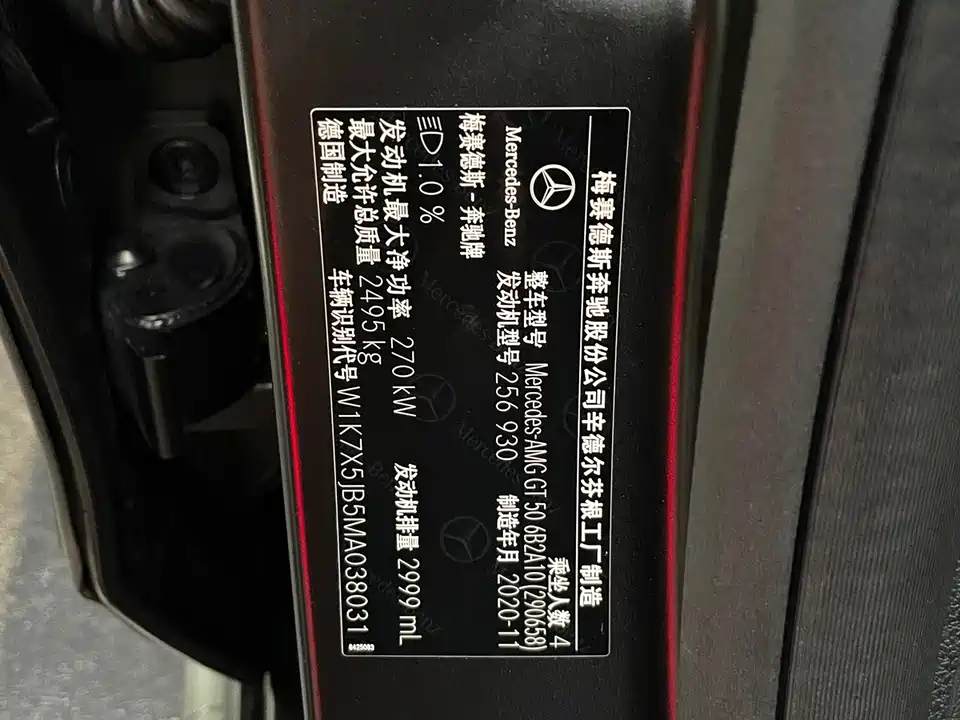 梅赛德斯奔驰股份公司辛德尔芬根工厂制造
Mercedes-Benz
乘坐人数 4
整车型号 Mercedes-AMG GT 50 6B2A10(290658)
梅赛德斯-奔驰牌
发动机型号 256 930 制造年月 2020-11
1.0 %
发动机最大净功率 270 kW 发动机排量 2999 mL
最大允许总质量 2495 kg
德国制造 车辆识别代号 W1K7X5JB5MA038031
8425083